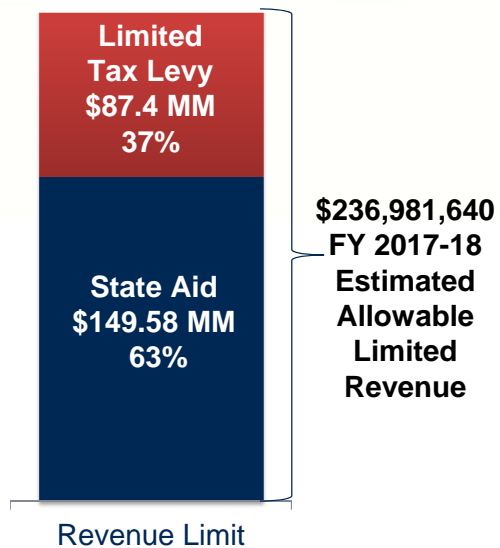 Limited
Tax Levy
$87.4 MM
37%
State Aid
$149.58 MM
63%
$236,981,640
FY 2017-18
Estimated
Allowable
Limited
Revenue
Revenue Limit